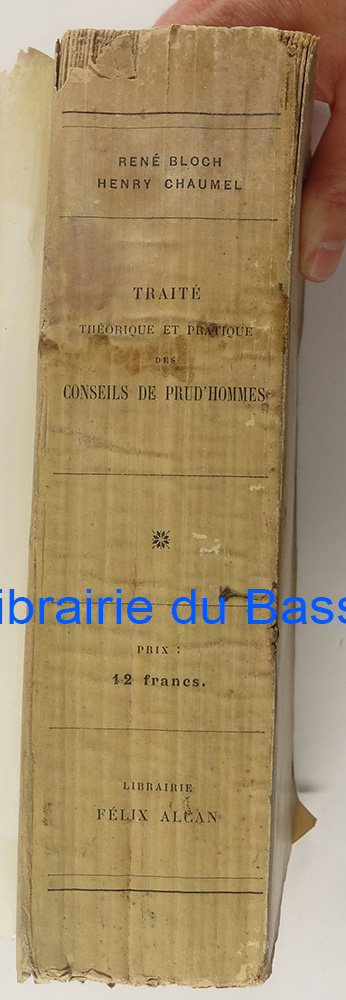 RENÉ BLOCH
HENRY CHAUMEL
TRAITÉ
THÉORIQUE ET PRATIQUE
DES
CONSEILS DE PRUD'HOMMES
ibrairie du Bass
PRIX :
12 francs.
LIBRAIRIE
FÉLIX ALCAN